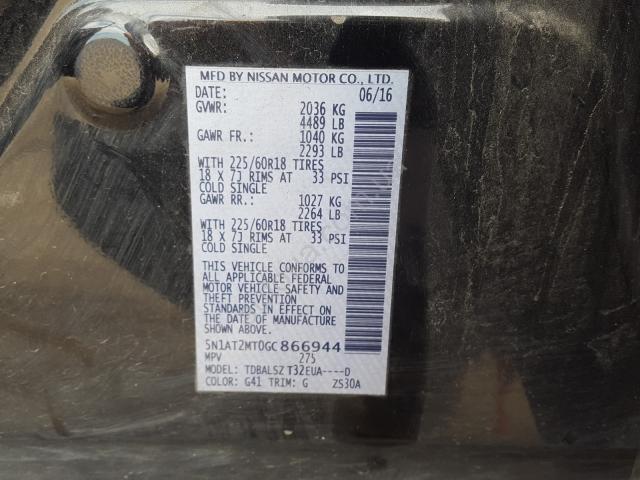 MFD BY NISSAN MOTOR CO., LTD.
DATE: 06/16
GVWR: 2036 KG
4489 LB
GAWR FR.: 1040 KG
2293 LB
WITH 225/60R18 TIRES
18 X 7J RIMS AT 33 PSI
COLD SINGLE
GAWR RR.: 1027 KG
2264 LB
WITH 225/60R18 TIRES
18 X 7J RIMS AT 33 PSI
COLD SINGLE
THIS VEHICLE CONFORMS TO
ALL APPLICABLE FEDERAL
MOTOR VEHICLE SAFETY AND
THEFT PREVENTION
STANDARDS IN EFFECT ON
THE DATE OF MANUFACTURE
SHOWN ABOVE.
5N1AT2MT0GC866944
MPV 275
MODEL: TDBALSZ T32EUA----D
COLOR: G41 TRIM: G ZS30A